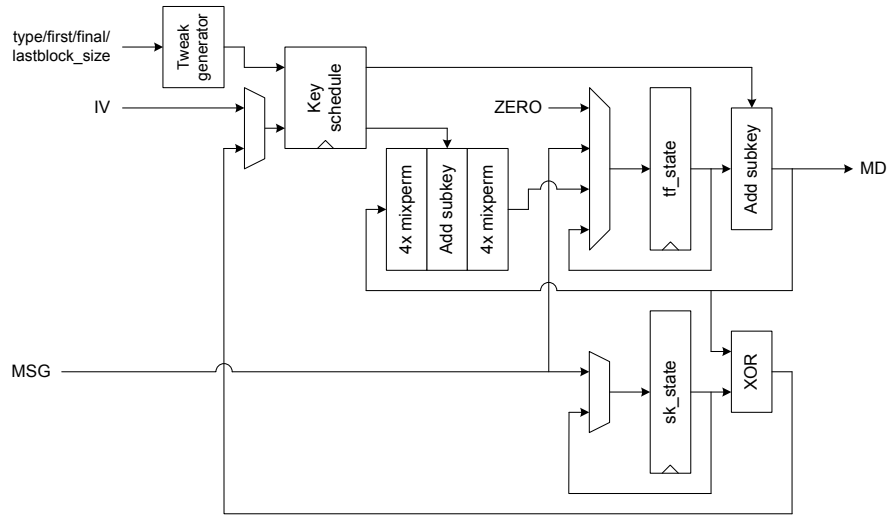 type/first/final/
lastblock_size
Tweak
generator
Key
schedule
IV
ZERO
4x mixperm
Add subkey
4x mixperm
tf_state
Add subkey
MD
MSG
sk_state
XOR